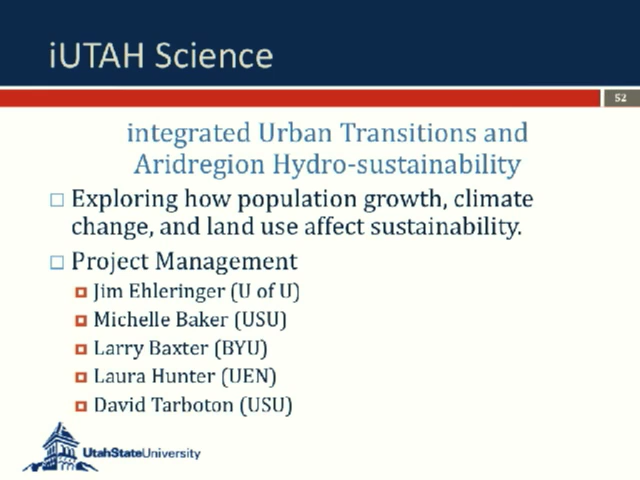 iUTAH Science
52
integrated Urban Transitions and
Aridregion Hydro-sustainability
Exploring how population growth, climate
change, and land use affect sustainability.
Project Management
Jim Ehleringer (U of U)
Michelle Baker (USU)
Larry Baxter (BYU)
Laura Hunter (UEN)
David Tarboton (USU)
UtahStateUniversity